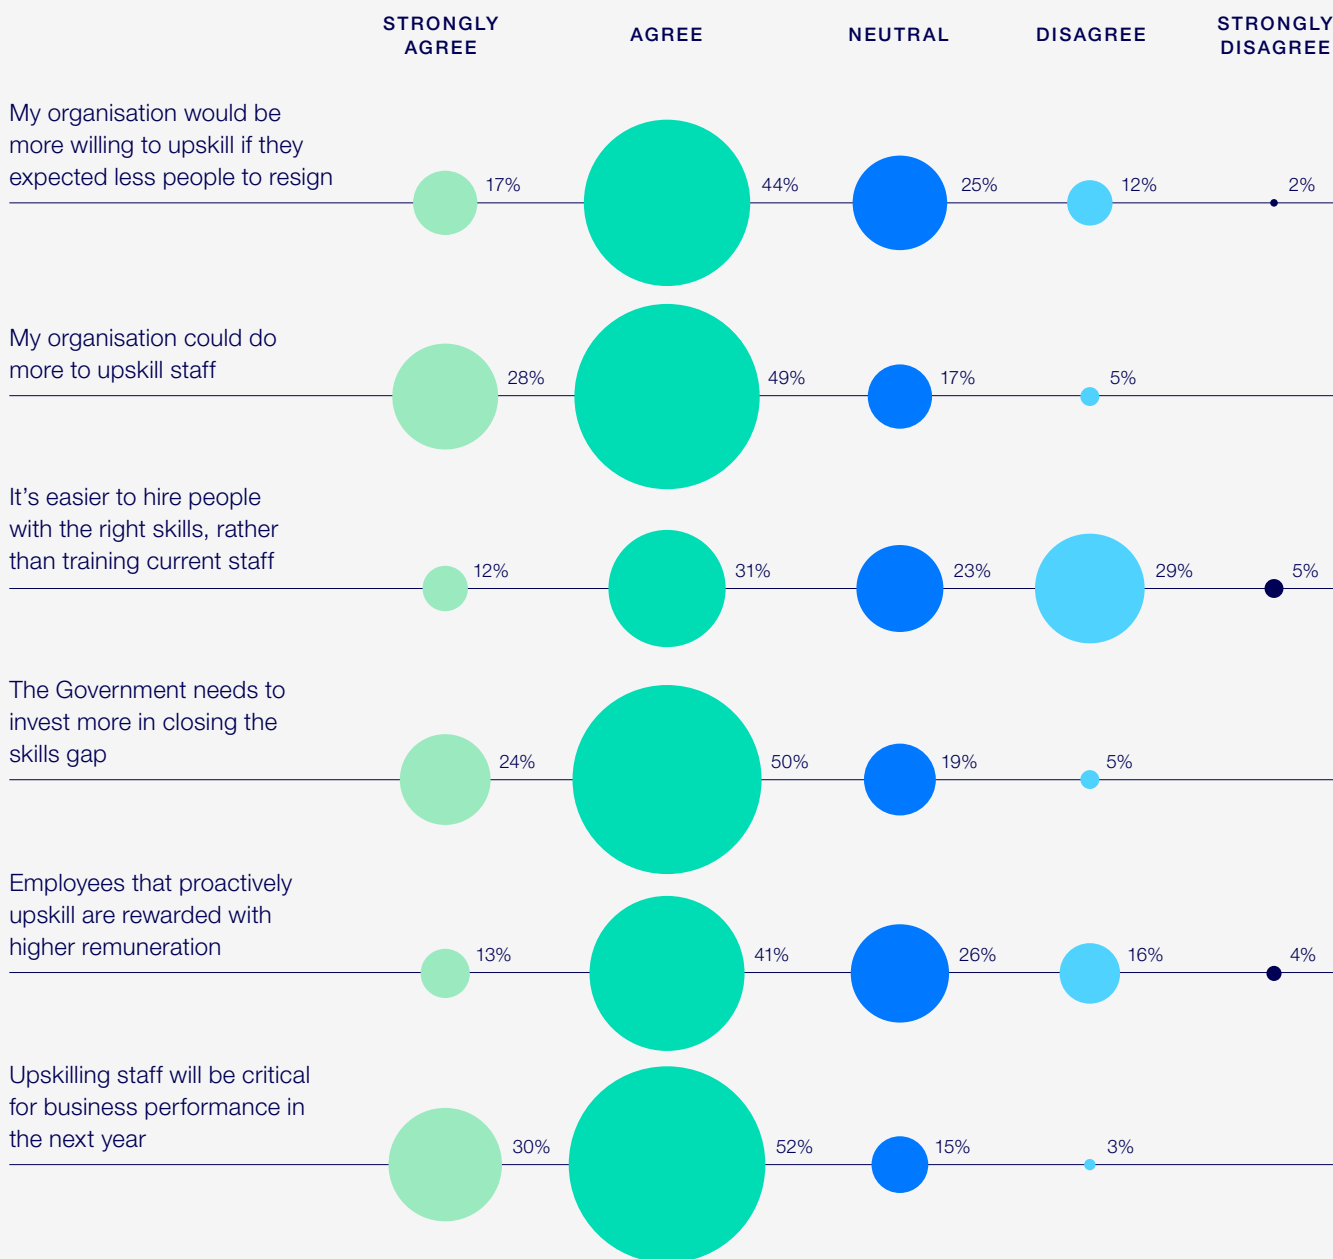 STRONGLY
AGREE
AGREE
NEUTRAL
DISAGREE
STRONGLY
DISAGREE
My organisation would be
more willing to upskill if they
expected less people to resign
17%
44%
25%
12%
2%
My organisation could do
more to upskill staff
28%
49%
17%
5%
It’s easier to hire people
with the right skills, rather
than training current staff
12%
31%
23%
29%
5%
The Government needs to
invest more in closing the
skills gap
24%
50%
19%
5%
Employees that proactively
upskill are rewarded with
higher remuneration
13%
41%
26%
16%
4%
Upskilling staff will be critical
for business performance in
the next year
30%
52%
15%
3%